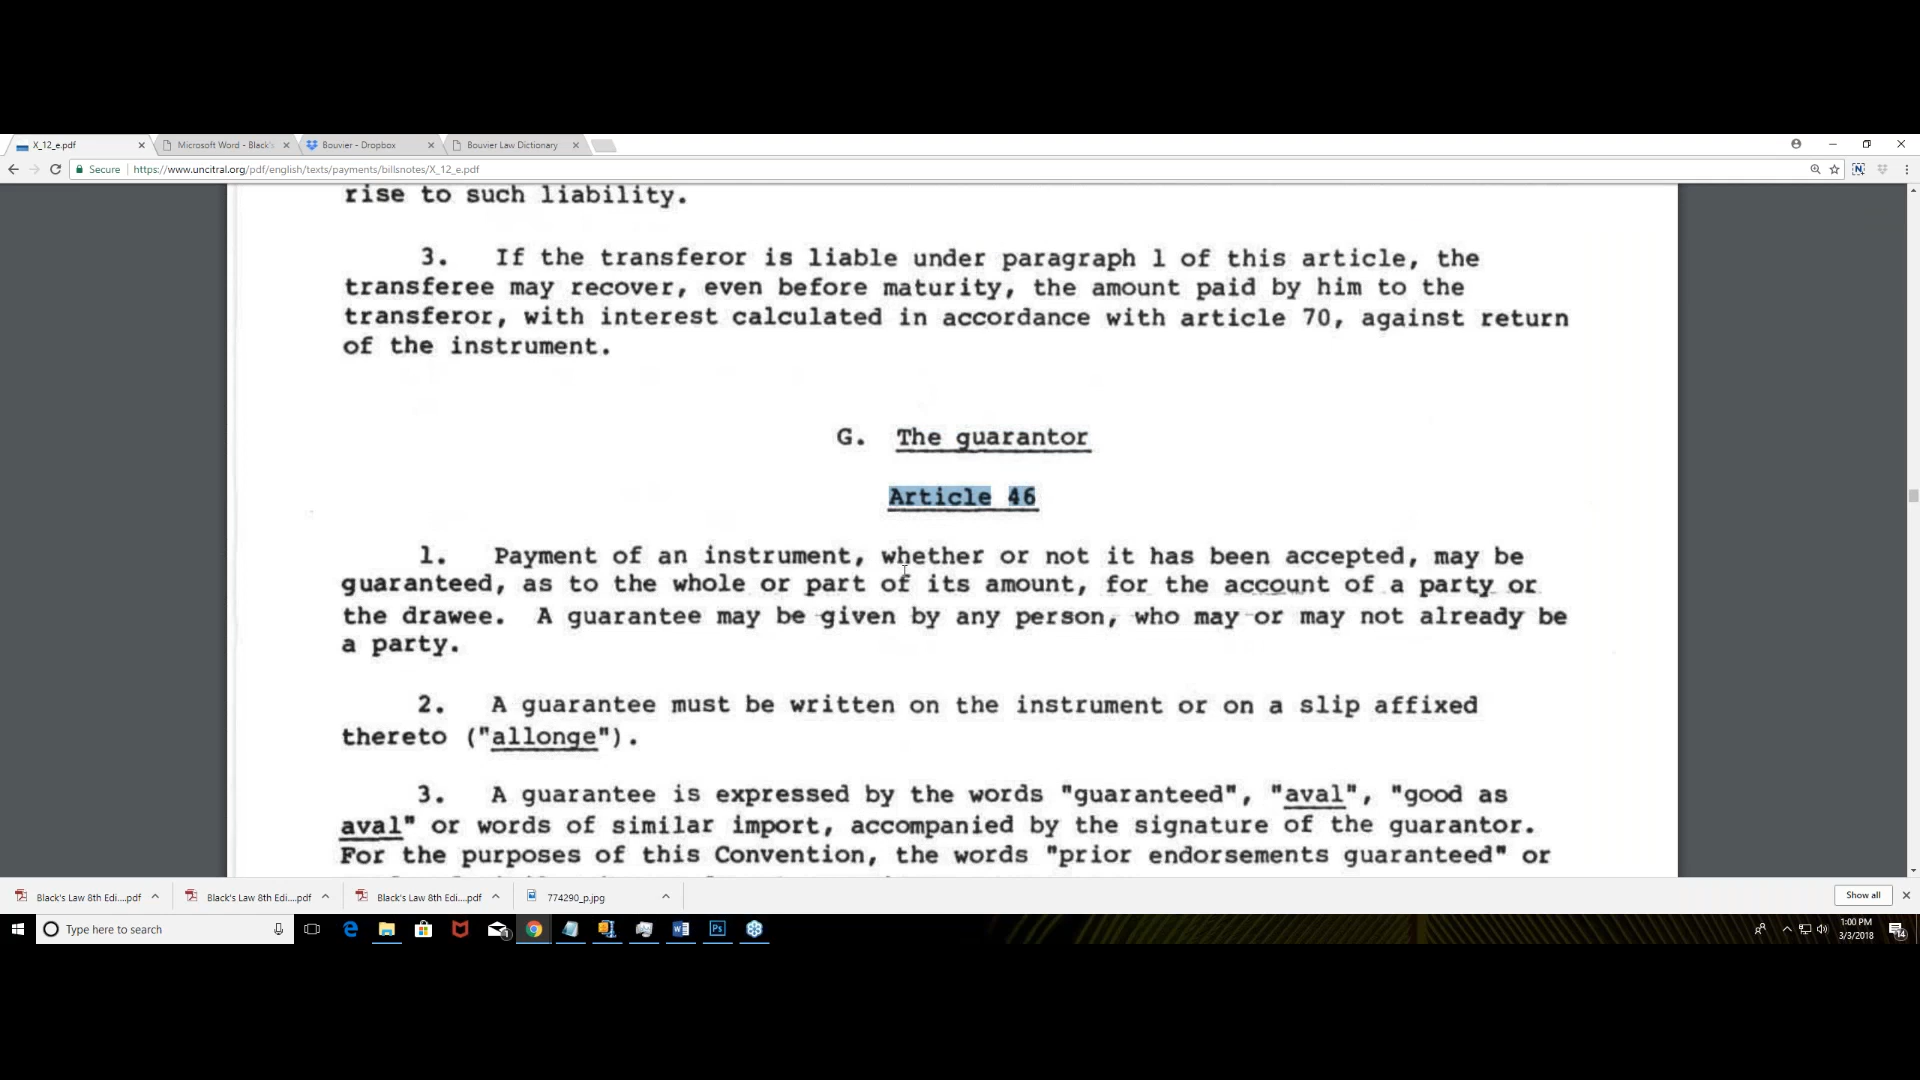 X_12_e.pdf
Microsoft Word - Black's
Bouvier - Dropbox
Bouvier Law Dictionary
Secure
https://www.uncitral.org/pdf/english/texts/payments/billsnotes/X_12_e.pdf
rise to such liability.
3. If the transferor is liable under paragraph 1 of this article, the
transferee may recover, even before maturity, the amount paid by him to the
transferor, with interest calculated in accordance with article 70, against return
of the instrument.
G. The guarantor
Article 46
1. Payment of an instrument, whether or not it has been accepted, may be
guaranteed, as to the whole or part of its amount, for the account of a party or
the drawee. A guarantee may be given by any person, who may or may not already be
a party.
2. A guarantee must be written on the instrument or on a slip affixed
thereto ("allonge").
3. A guarantee is expressed by the words "guaranteed", "aval", "good as
aval" or words of similar import, accompanied by the signature of the guarantor.
For the purposes of this Convention, the words "prior endorsements guaranteed" or
Black's Law 8th Edi....pdf
Black's Law 8th Edi....pdf
Black's Law 8th Edi....pdf
774290_p.jpg
Show all
Type here to search
1:00 PM
3/3/2018